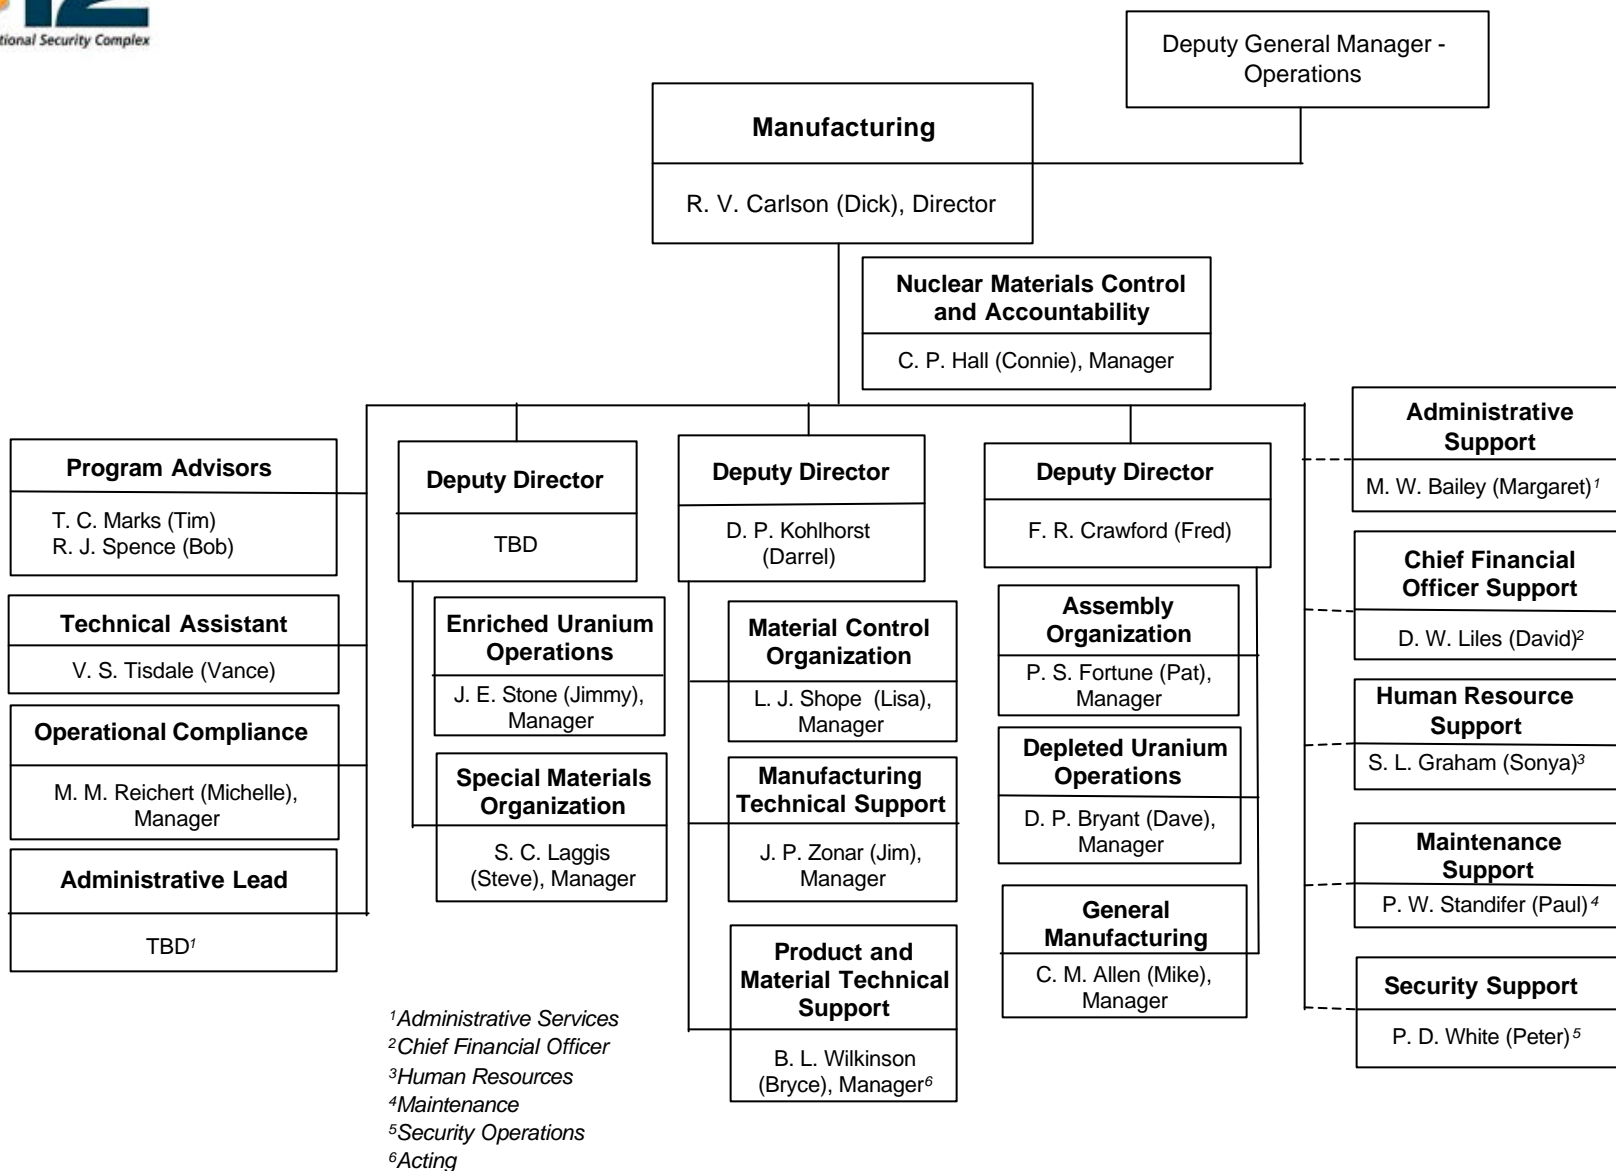 12
tional Security Complex
Deputy General Manager -
Operations
Manufacturing
R. V. Carlson (Dick), Director
Nuclear Materials Control
and Accountability
C. P. Hall (Connie), Manager
Program Advisors
T. C. Marks (Tim)
R. J. Spence (Bob)
Technical Assistant
V. S. Tisdale (Vance)
Operational Compliance
M. M. Reichert (Michelle),
Manager
Administrative Lead
TBD¹
Deputy Director
TBD
Enriched Uranium
Operations
J. E. Stone (Jimmy),
Manager
Special Materials
Organization
S. C. Laggis
(Steve), Manager
Deputy Director
D. P. Kohlhorst
(Darrel)
Material Control
Organization
L. J. Shope (Lisa),
Manager
Manufacturing
Technical Support
J. P. Zonar (Jim),
Manager
Product and
Material Technical
Support
B. L. Wilkinson
(Bryce), Manager⁶
Deputy Director
F. R. Crawford (Fred)
Assembly
Organization
P. S. Fortune (Pat),
Manager
Depleted Uranium
Operations
D. P. Bryant (Dave),
Manager
General
Manufacturing
C. M. Allen (Mike),
Manager
Administrative
Support
M. W. Bailey (Margaret)¹
Chief Financial
Officer Support
D. W. Liles (David)²
Human Resource
Support
S. L. Graham (Sonya)³
Maintenance
Support
P. W. Standifer (Paul)⁴
Security Support
P. D. White (Peter)⁵
¹Administrative Services
²Chief Financial Officer
³Human Resources
⁴Maintenance
⁵Security Operations
⁶Acting